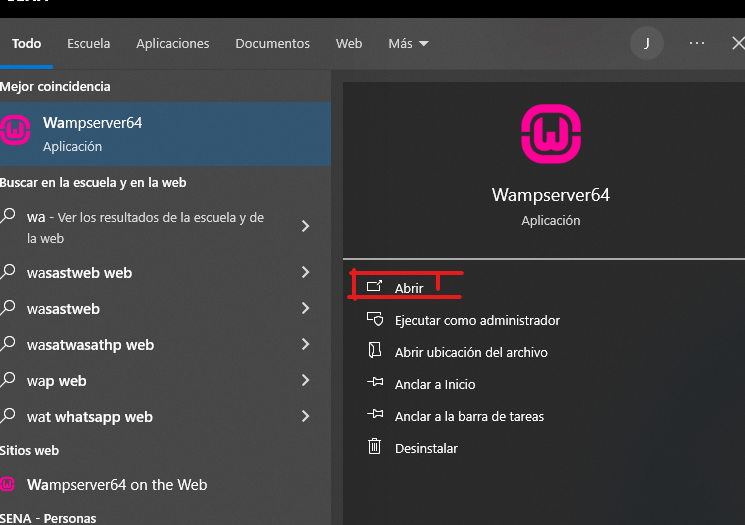 Todo
Escuela
Aplicaciones
Documentos
Web
Más
J
Mejor coincidencia
Wampserver64
Aplicación
Buscar en la escuela y en la web
wa - Ver los resultados de la escuela y de
la web
wasastweb web
wasastweb
wasatwasathp web
wap web
wat whatsapp web
Sitios web
Wampserver64 on the Web
SENA - Personas
Wampserver64
Aplicación
Abrir
Ejecutar como administrador
Abrir ubicación del archivo
Anclar a Inicio
Anclar a la barra de tareas
Desinstalar